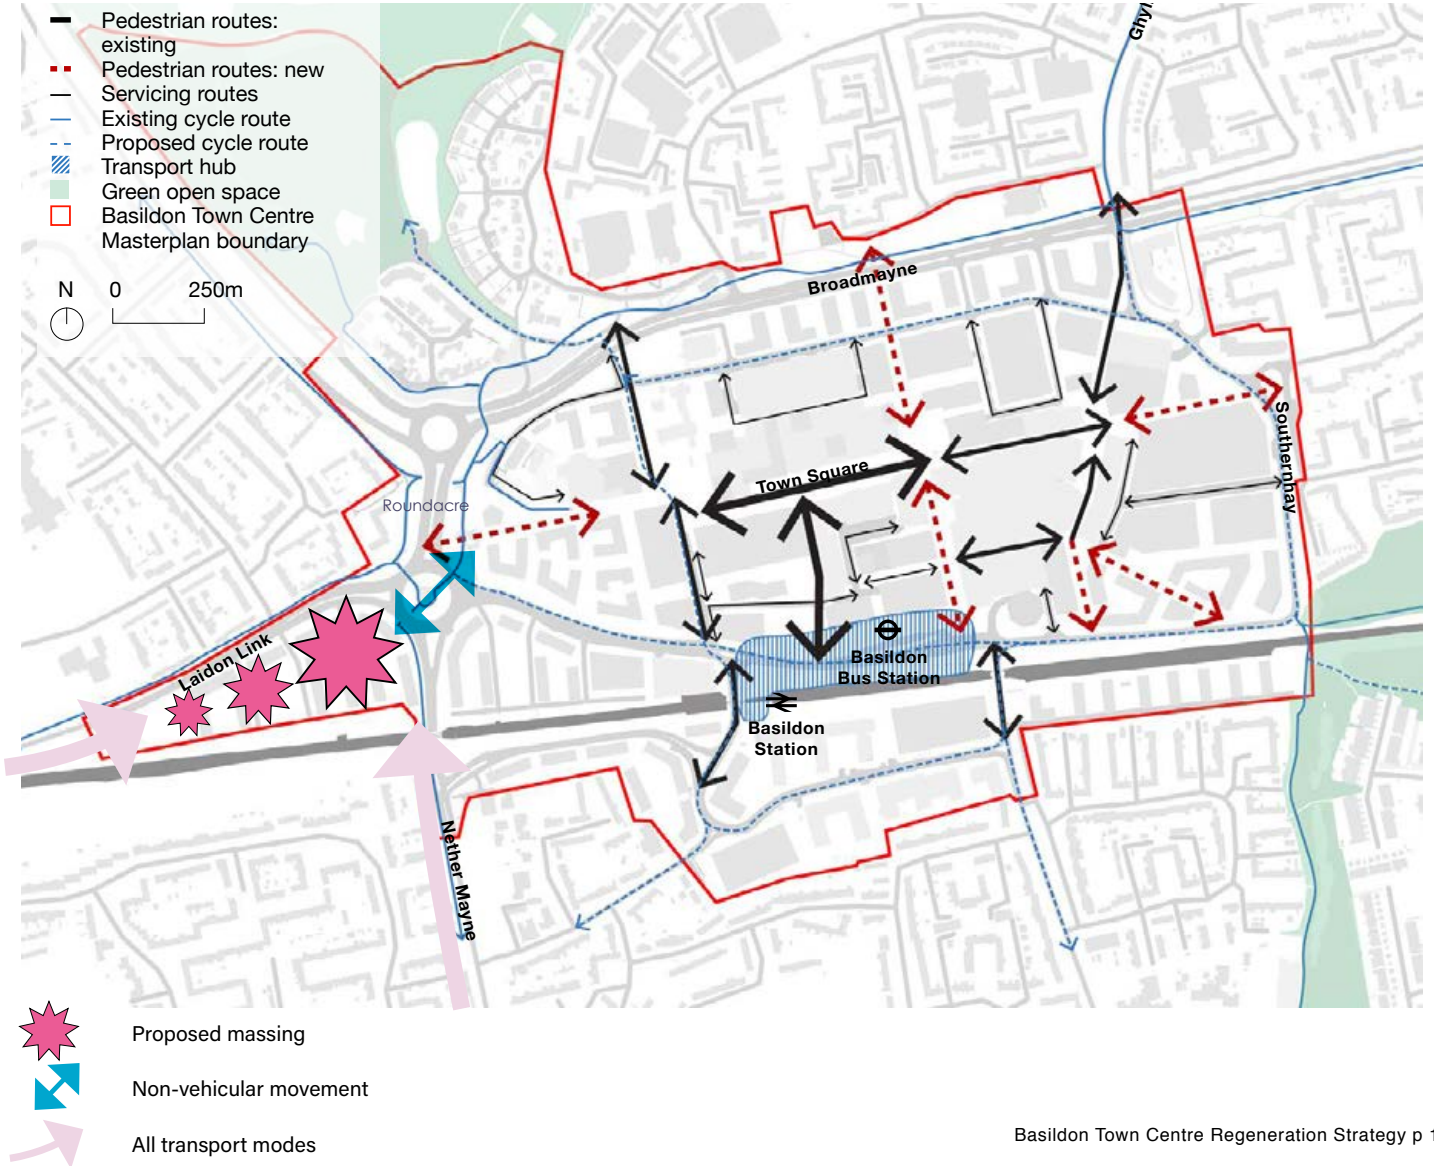 Pedestrian routes:
existing
Pedestrian routes: new
Servicing routes
Existing cycle route
Proposed cycle route
Transport hub
Green open space
Basildon Town Centre
Masterplan boundary
N 0 250m
Ghyl
Broadmayne
Southernhay
Town Square
Roundacre
Laidon Link
Basildon
Bus Station
Basildon
Station
Nether Mayne
Proposed massing
Non-vehicular movement
All transport modes
Basildon Town Centre Regeneration Strategy p 1